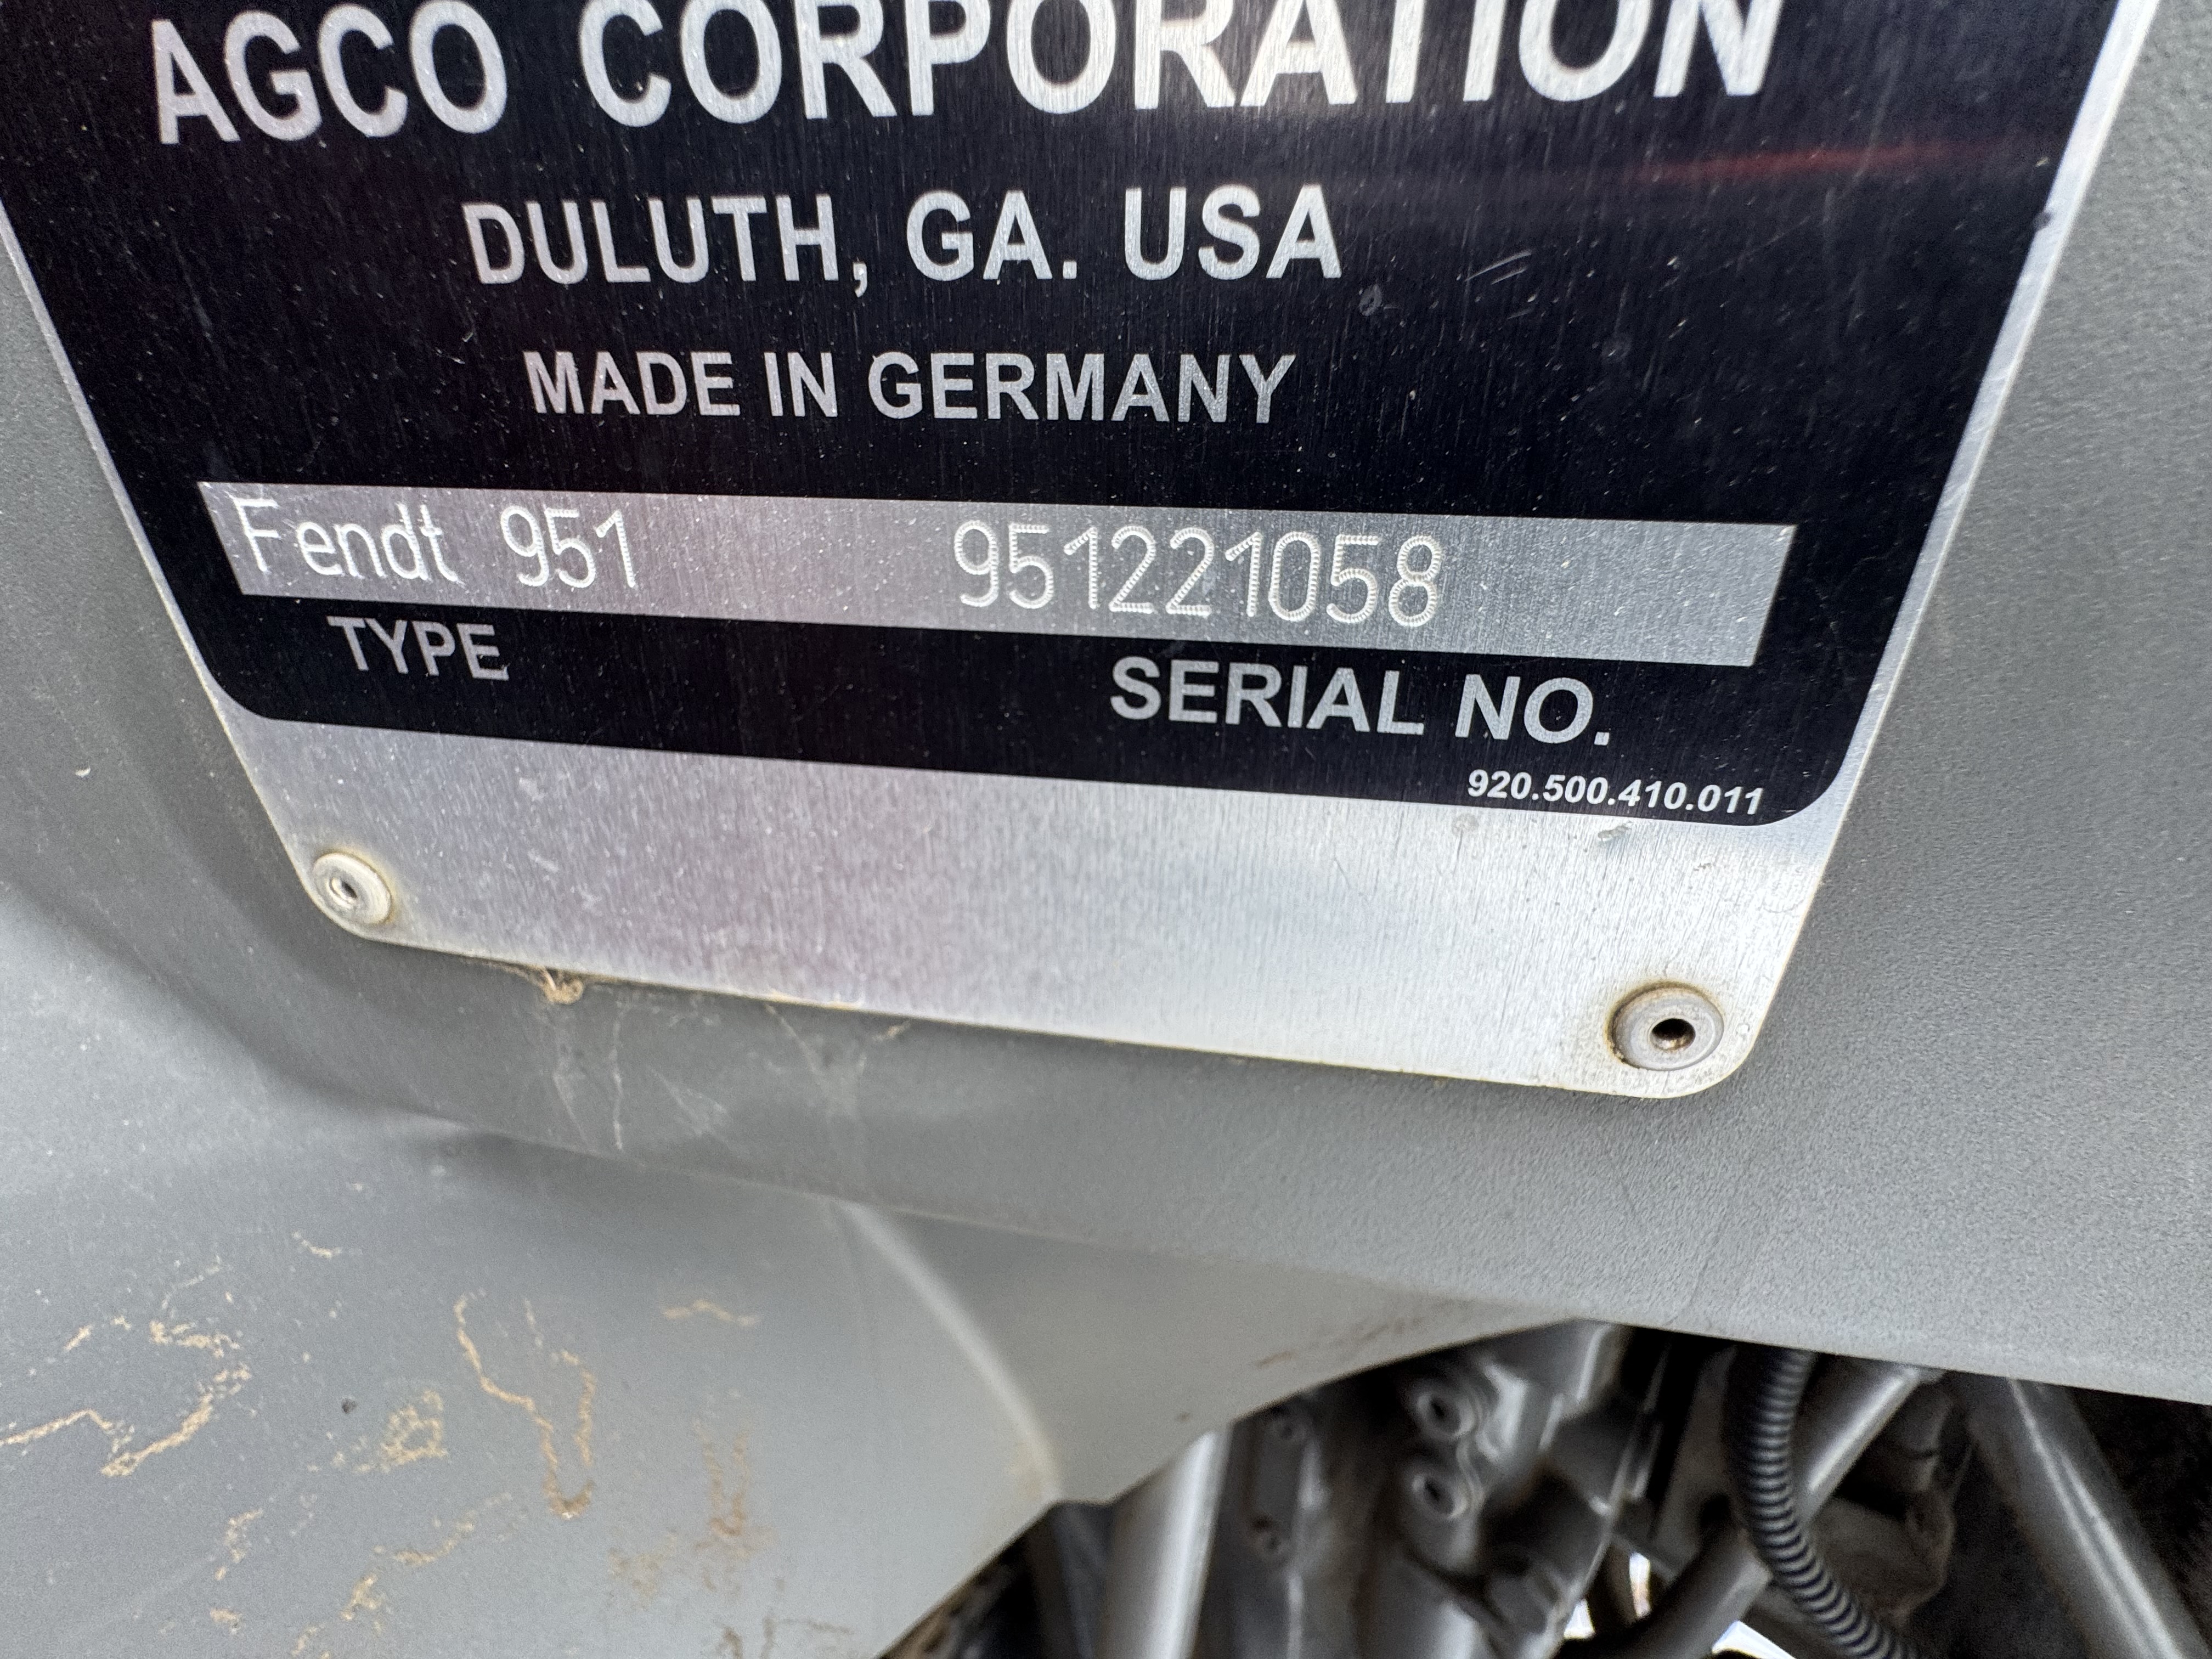 AGCO CORPORATION
DULUTH, GA. USA
MADE IN GERMANY
Fendt 951 951221058
TYPE SERIAL NO.
920.500.410.011